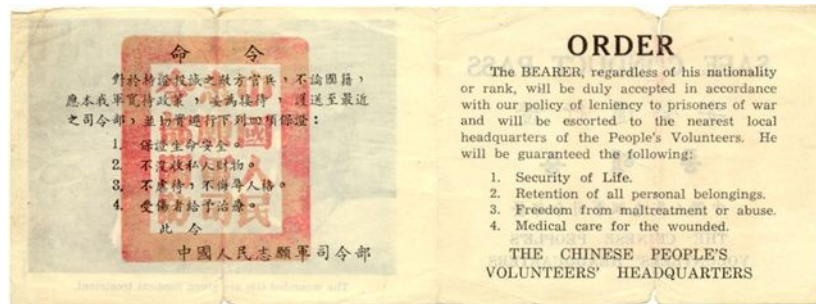 命 令
對於持證投誠之敵方官兵，不論國籍，
應本我軍寬待政策，妥為接待，護送至最近
之司令部，並切實進行下列四項保證：
1. 保證生命安全。
2. 不沒收私人財物。
3. 不虐待，不侮辱人格。
4. 受傷者給予治療。
此 令
中國人民志願軍司令部
ORDER
The BEARER, regardless of his nationality
or rank, will be duly accepted in accordance
with our policy of leniency to prisoners of war
and will be escorted to the nearest local
headquarters of the People's Volunteers. He
will be guaranteed the following:
1. Security of Life.
2. Retention of all personal belongings.
3. Freedom from maltreatment or abuse.
4. Medical care for the wounded.
THE CHINESE PEOPLE'S
VOLUNTEERS' HEADQUARTERS